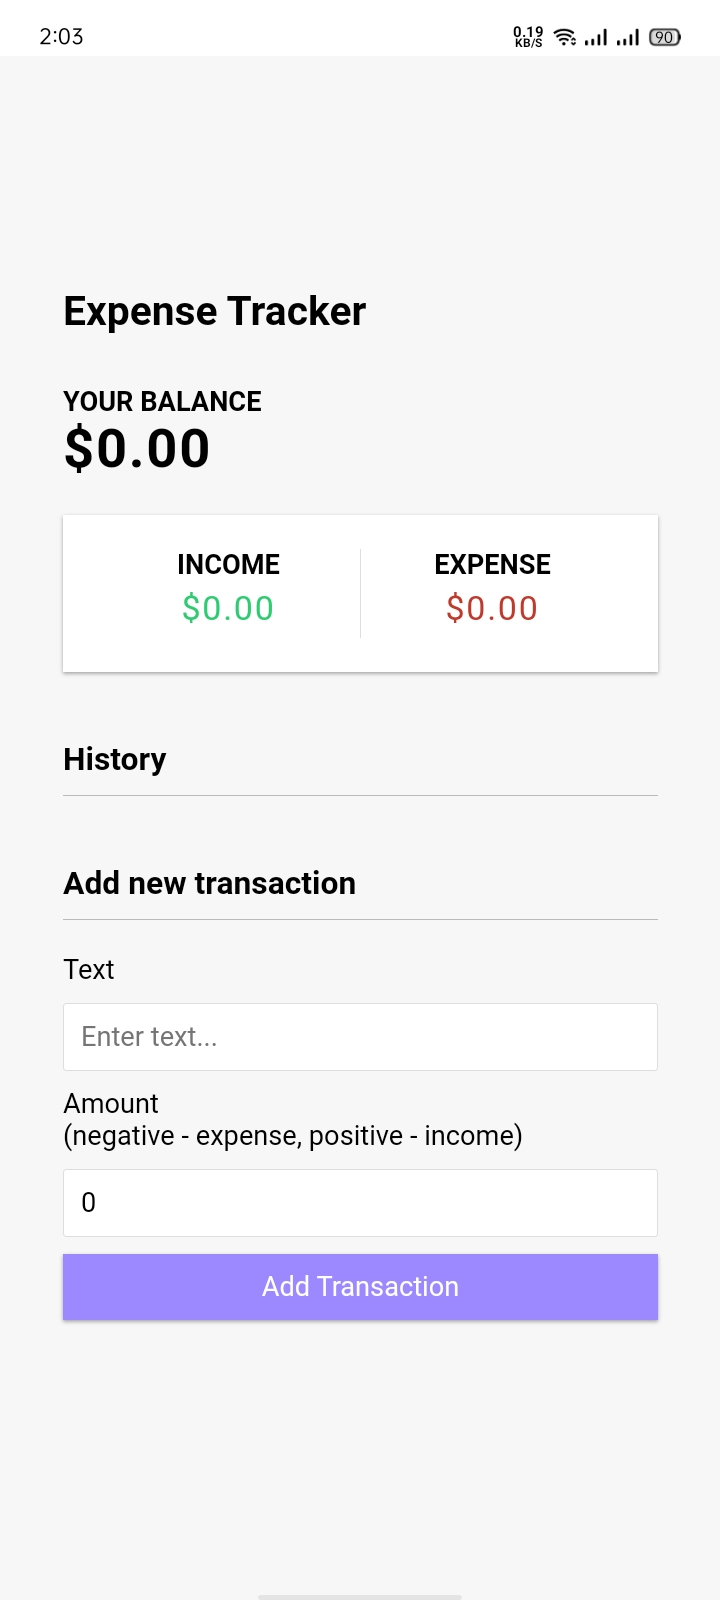 2:03
0.19
KB/S
90
Expense Tracker
YOUR BALANCE
$0.00
INCOME
EXPENSE
$0.00
$0.00
History
Add new transaction
Text
Enter text...
Amount
(negative - expense, positive - income)
0
Add Transaction